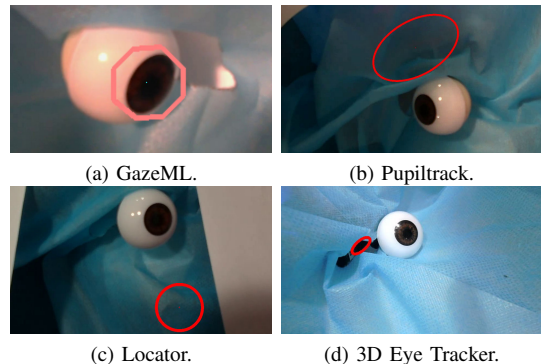 (a) GazeML.
(b) Pupiltrack.
(c) Locator.
(d) 3D Eye Tracker.